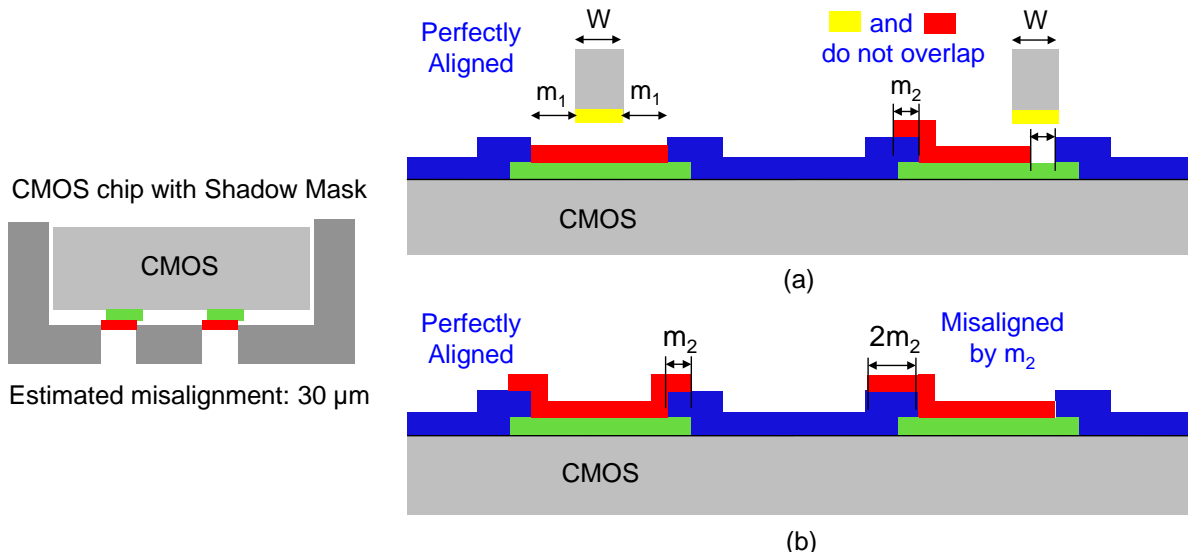 CMOS chip with Shadow Mask
CMOS
Estimated misalignment: 30 µm
Perfectly
Aligned
W
m₁
m₁
and
do not overlap
W
m₂
CMOS
(a)
Perfectly
Aligned
m₂
2m₂
Misaligned
by m₂
CMOS
(b)